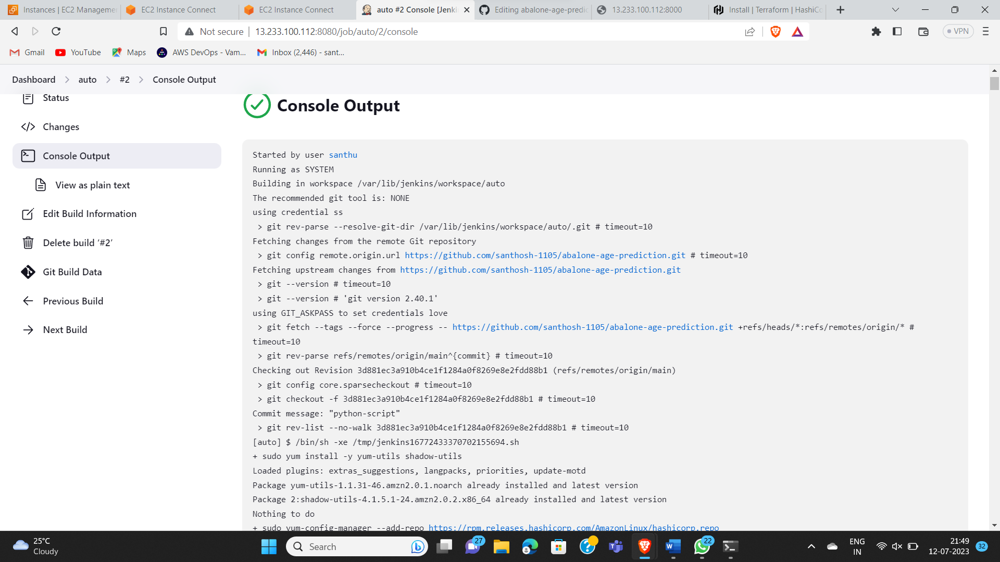 Instances | EC2 Managemer
EC2 Instance Connect
EC2 Instance Connect
auto #2 Console [Jenki
Editing abalone-age-predic
13.233.100.112:8000
Install | Terraform | HashiCo
Not secure
13.233.100.112:8080/job/auto/2/console
VPN
Gmail
YouTube
Maps
AWS DevOps - Vam...
Inbox (2,446) - sant...
Dashboard
auto
#2
Console Output
Status
Changes
Console Output
View as plain text
Edit Build Information
Delete build ‘#2’
Git Build Data
Previous Build
Next Build
Console Output
Started by user santhu
Running as SYSTEM
Building in workspace /var/lib/jenkins/workspace/auto
The recommended git tool is: NONE
using credential ss
> git rev-parse --resolve-git-dir /var/lib/jenkins/workspace/auto/.git # timeout=10
Fetching changes from the remote Git repository
> git config remote.origin.url https://github.com/santhosh-1105/abalone-age-prediction.git # timeout=10
Fetching upstream changes from https://github.com/santhosh-1105/abalone-age-prediction.git
> git --version # timeout=10
> git --version # 'git version 2.40.1'
using GIT_ASKPASS to set credentials love
> git fetch --tags --force --progress -- https://github.com/santhosh-1105/abalone-age-prediction.git +refs/heads/*:refs/remotes/origin/* #
timeout=10
> git rev-parse refs/remotes/origin/main^{commit} # timeout=10
Checking out Revision 3d881ec3a910b4ce1f1284a0f8269e8e2fdd88b1 (refs/remotes/origin/main)
> git config core.sparsecheckout # timeout=10
> git checkout -f 3d881ec3a910b4ce1f1284a0f8269e8e2fdd88b1 # timeout=10
Commit message: "python-script"
> git rev-list --no-walk 3d881ec3a910b4ce1f1284a0f8269e8e2fdd88b1 # timeout=10
[auto] $ /bin/sh -xe /tmp/jenkins16772433370702155694.sh
+ sudo yum install -y yum-utils shadow-utils
Loaded plugins: extras_suggestions, langpacks, priorities, update-motd
Package yum-utils-1.1.31-46.amzn2.0.1.noarch already installed and latest version
Package 2:shadow-utils-4.1.5.1-24.amzn2.0.2.x86_64 already installed and latest version
Nothing to do
+ sudo yum-config-manager --add-repo https://rpm.releases.hashicorp.com/AmazonLinux/hashicorp.repo
25°C
Cloudy
Search
27
22
ENG
IN
21:49
12-07-2023
32